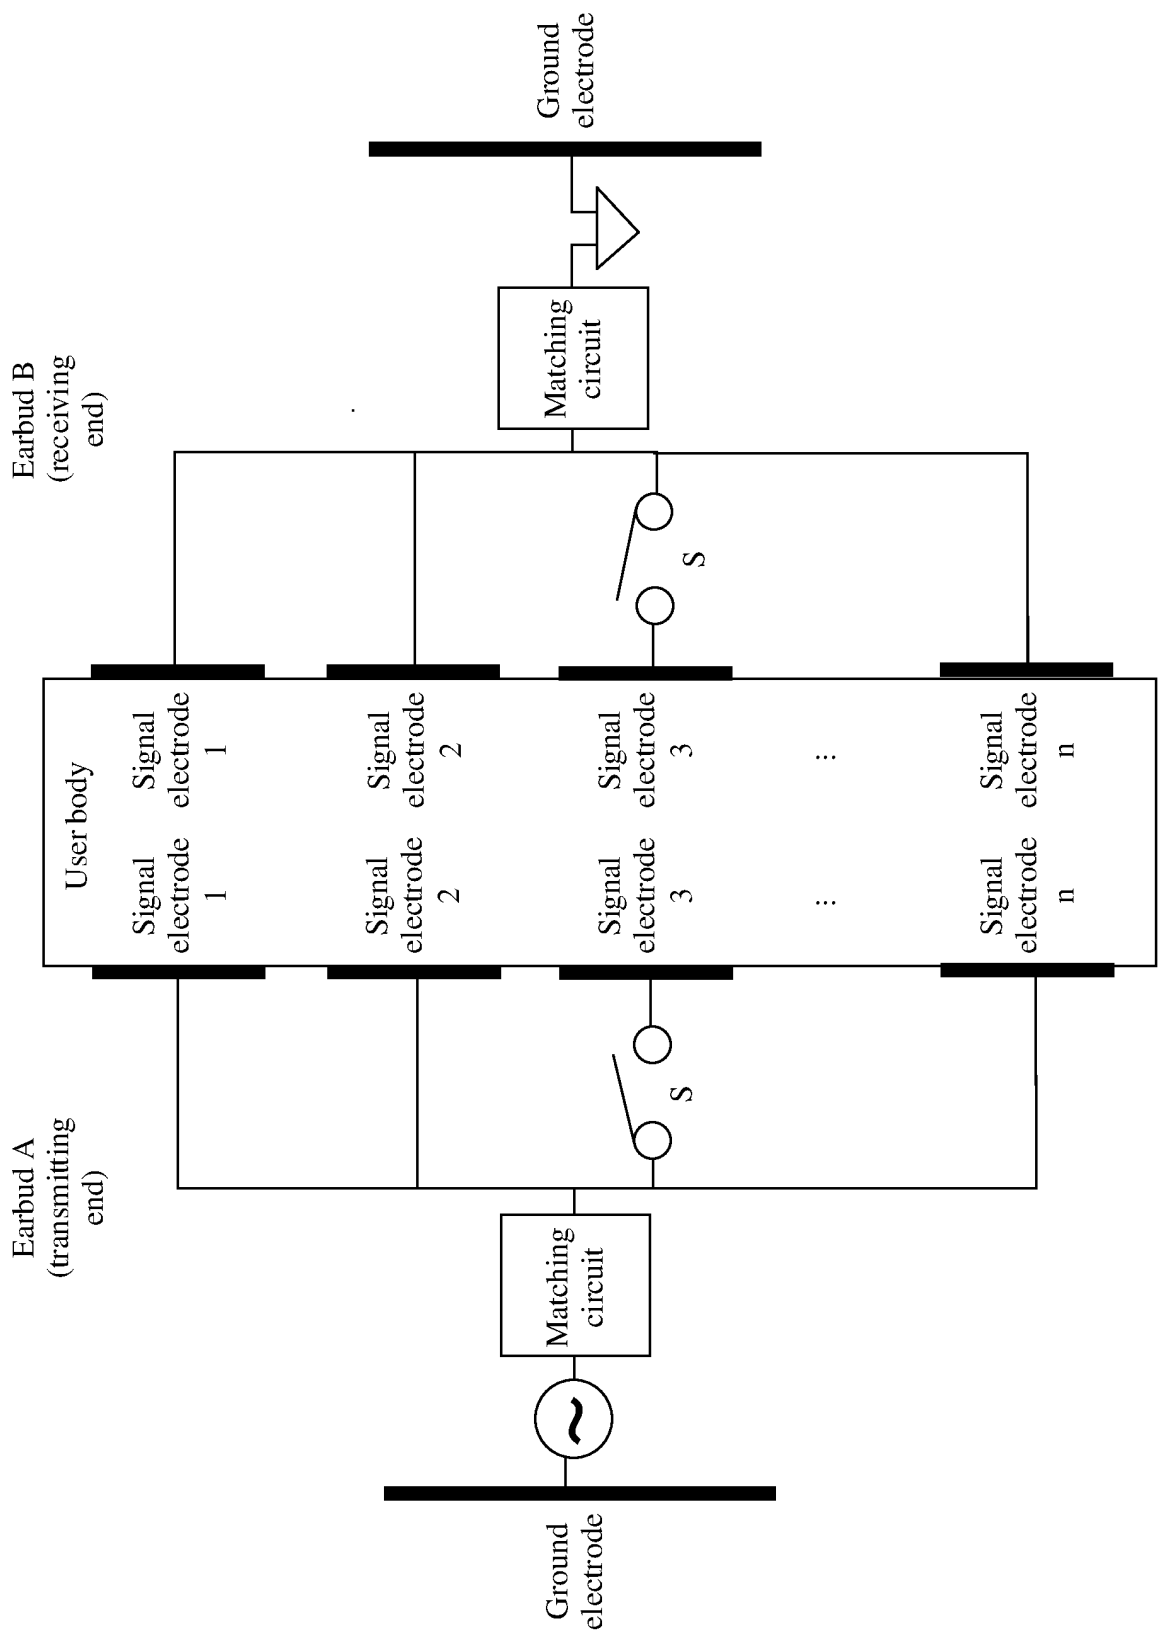 Earbud A
(transmitting
end)
Earbud B
(receiving
end)
User body
Signal
electrode
1
Signal
electrode
1
Signal
electrode
2
Signal
electrode
2
Ground
electrode
Matching
circuit
S
Signal
electrode
3
Signal
electrode
3
S
Matching
circuit
Ground
electrode
...
...
Signal
electrode
n
Signal
electrode
n